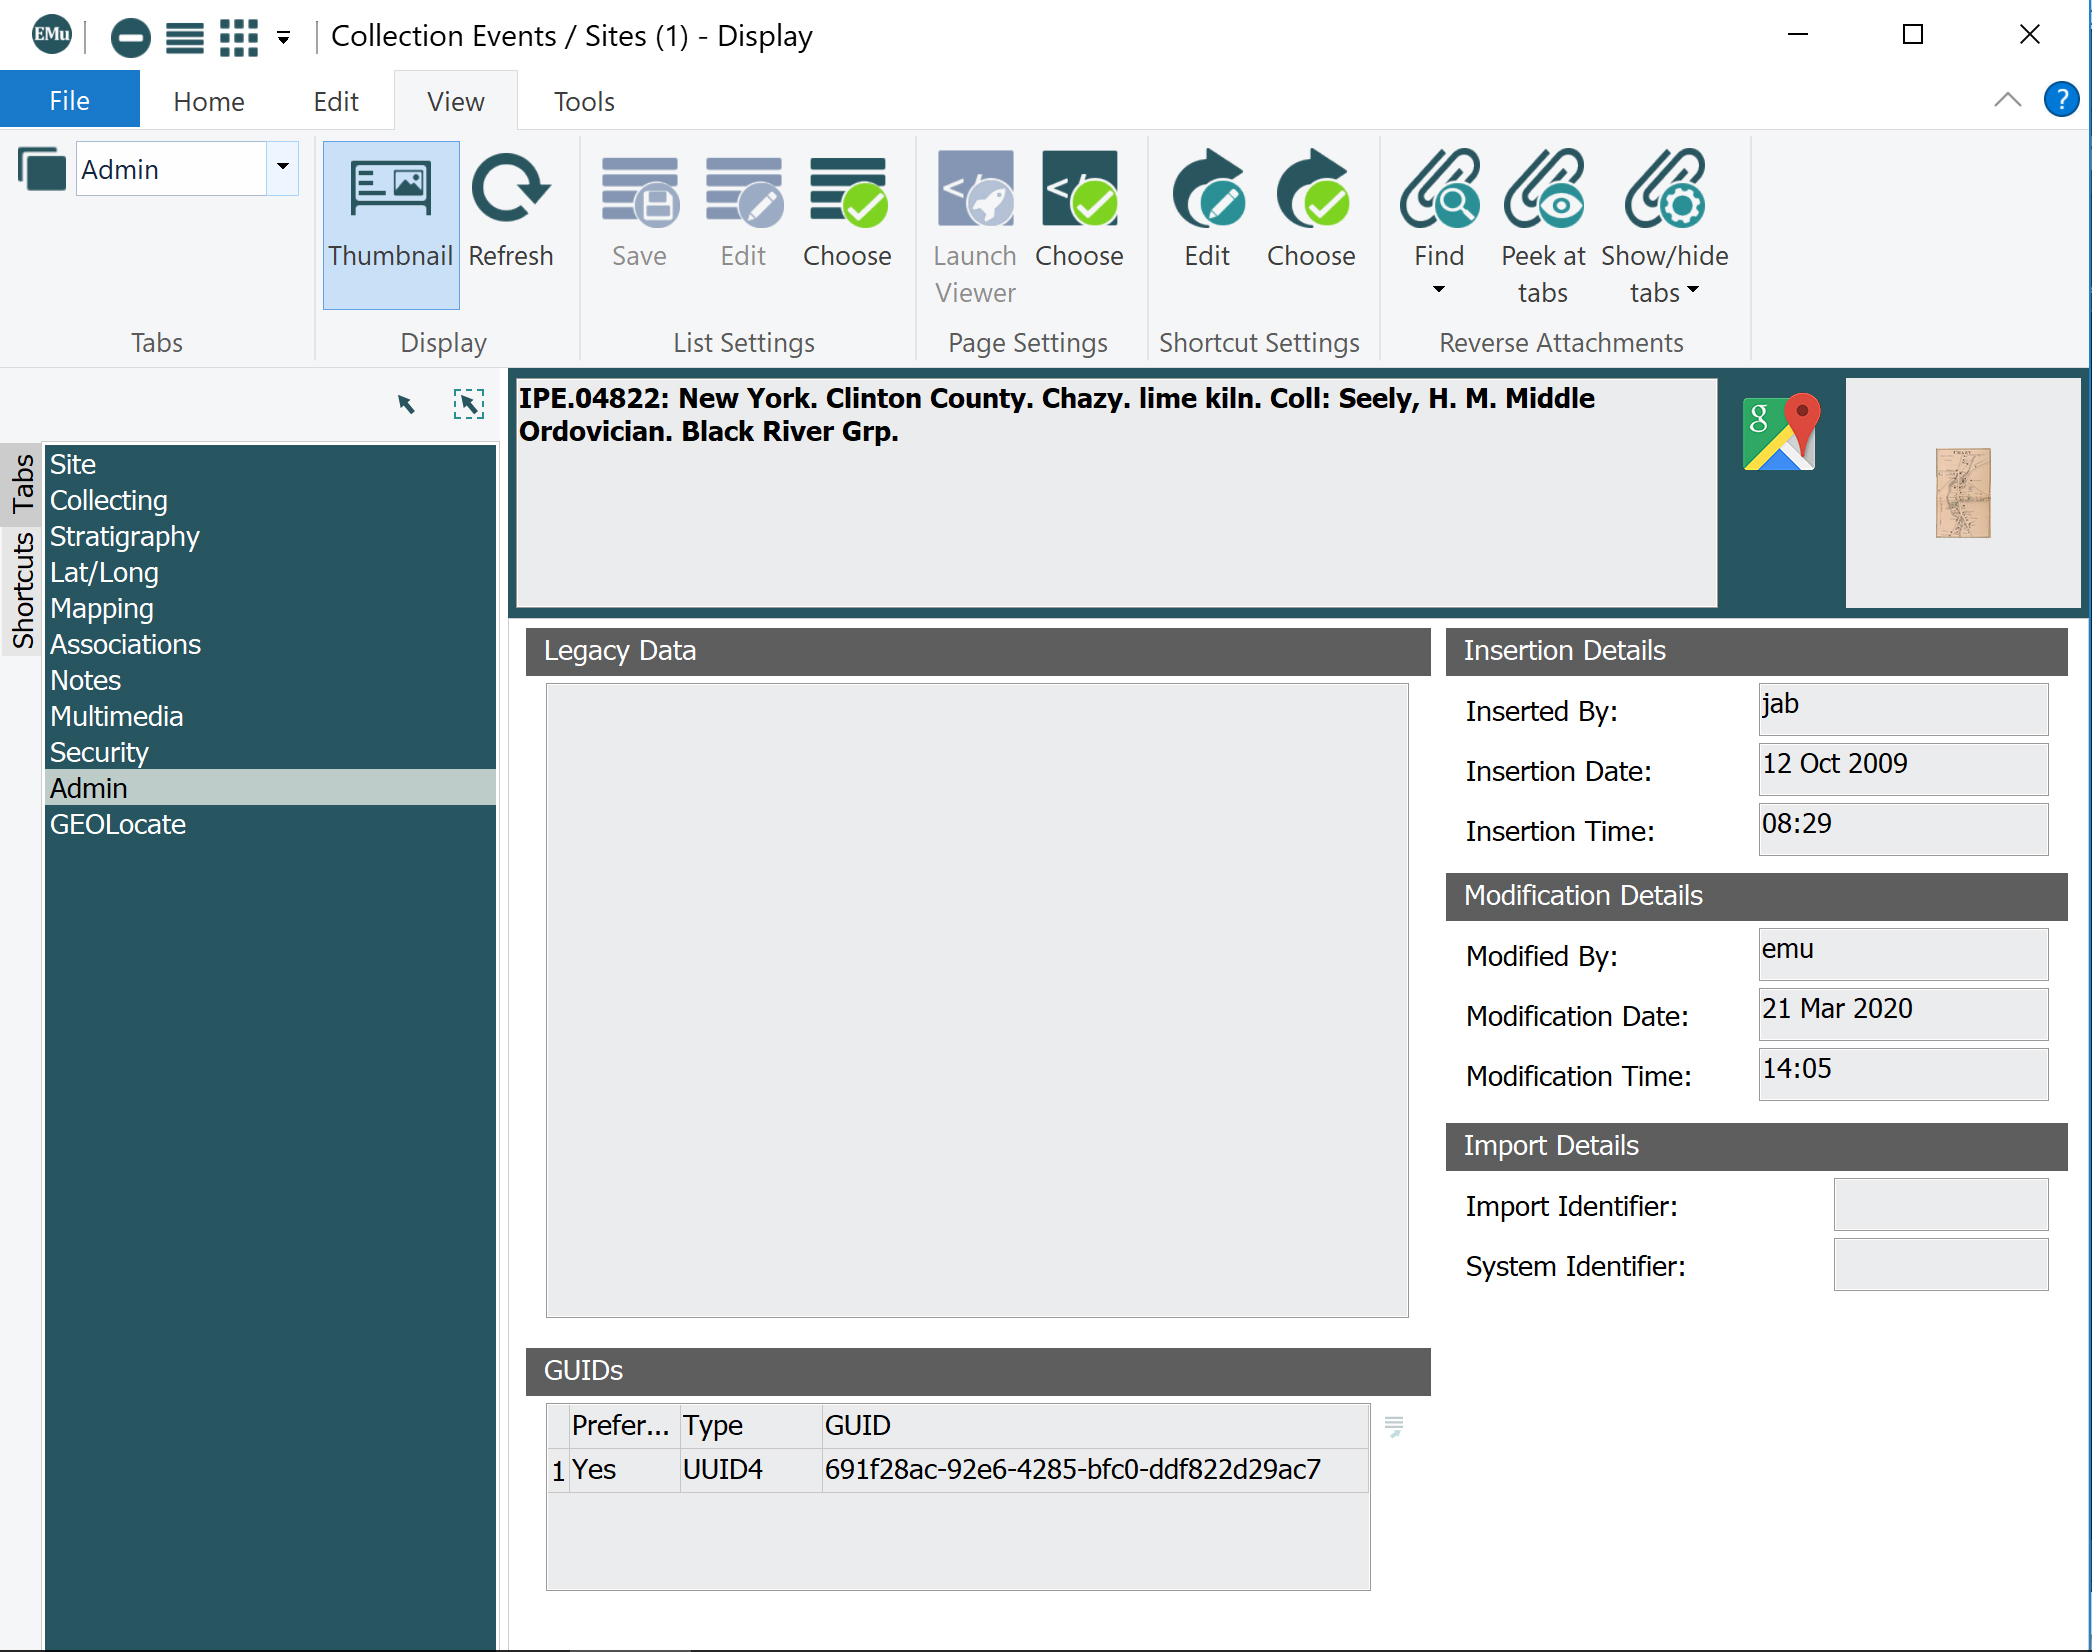 EMu
Collection Events / Sites (1) - Display
File
Home
Edit
View
Tools
?
Admin
Tabs
Thumbnail
Refresh
Display
Save
Edit
Choose
List Settings
Launch
Viewer
Choose
Page Settings
Edit
Choose
Shortcut Settings
Find
Peek at
tabs
Show/hide
tabs
Reverse Attachments
Tabs
Shortcuts
Site
Collecting
Stratigraphy
Lat/Long
Mapping
Associations
Notes
Multimedia
Security
Admin
GEOLocate
IPE.04822: New York. Clinton County. Chazy. lime kiln. Coll: Seely, H. M. Middle
Ordovician. Black River Grp.
g
CHAZY
Legacy Data
GUIDs
Prefer... Type GUID
1 Yes UUID4 691f28ac-92e6-4285-bfc0-ddf822d29ac7
Insertion Details
Inserted By: jab
Insertion Date: 12 Oct 2009
Insertion Time: 08:29
Modification Details
Modified By: emu
Modification Date: 21 Mar 2020
Modification Time: 14:05
Import Details
Import Identifier:
System Identifier: